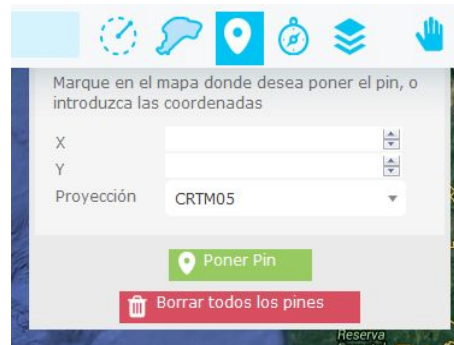 Marque en el mapa donde desea poner el pin, o
introduzca las coordenadas
X
Y
Proyección CRTM05
Poner Pin
Borrar todos los pines
Reserva